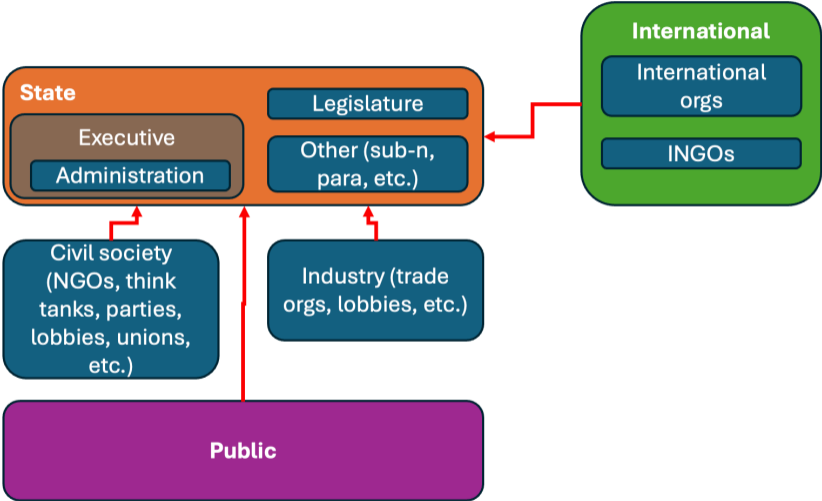 International
International
orgs
INGOs
State
Executive
Administration
Legislature
Other (sub-n,
para, etc.)
Civil society
(NGOs, think
tanks, parties,
lobbies, unions,
etc.)
Industry (trade
orgs, lobbies, etc.)
Public